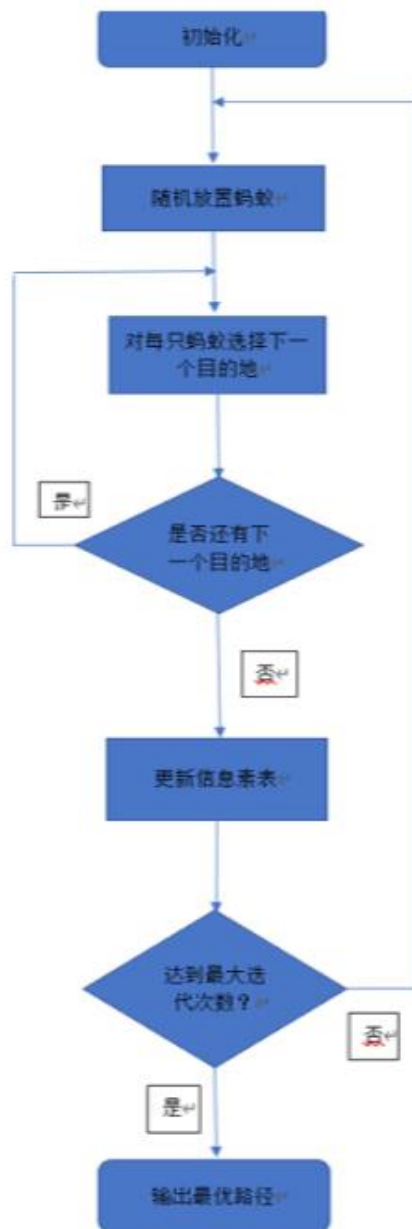 初始化
随机放置蚂蚁
对每只蚂蚁选择下一
个目的地
是
是否还有下
一个目的地
否
更新信息素表
达到最大迭
代次数？
否
是
输出最优路径